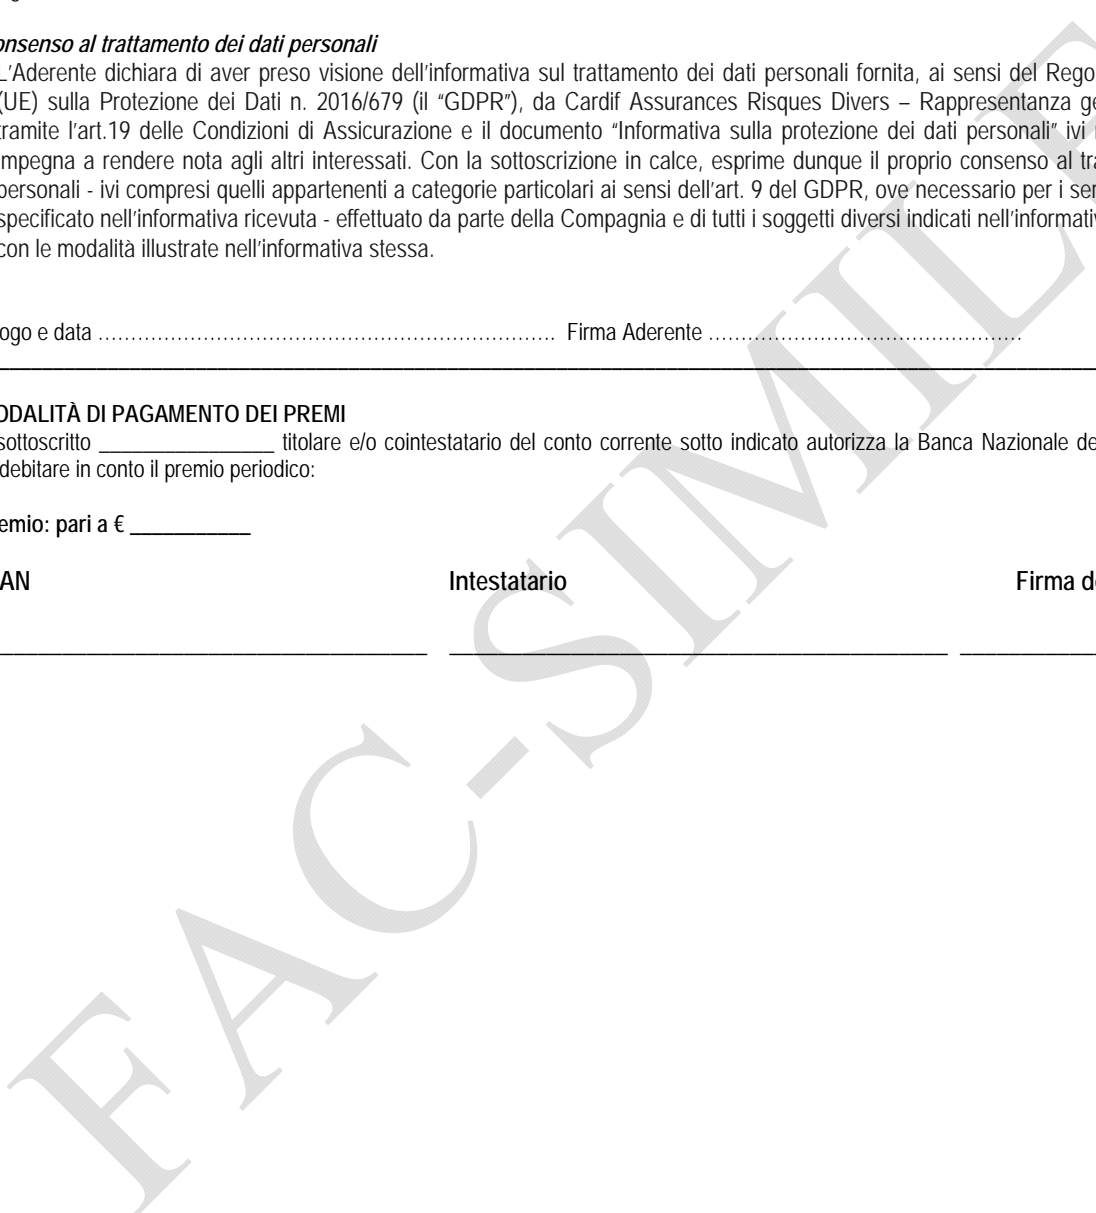 onsenso al trattamento dei dati personali
L'Aderente dichiara di aver preso visione dell'informativa sul trattamento dei dati personali fornita, ai sensi del Rego
(UE) sulla Protezione dei Dati n. 2016/679 (il "GDPR"), da Cardif Assurances Risques Divers – Rappresentanza ge
tramite l'art.19 delle Condizioni di Assicurazione e il documento "Informativa sulla protezione dei dati personali" ivi
impegna a rendere nota agli altri interessati. Con la sottoscrizione in calce, esprime dunque il proprio consenso al tra
personali - ivi compresi quelli appartenenti a categorie particolari ai sensi dell'art. 9 del GDPR, ove necessario per i ser
specificato nell'informativa ricevuta - effettuato da parte della Compagnia e di tutti i soggetti diversi indicati nell'informativ
con le modalità illustrate nell'informativa stessa.
ogo e data …………………………………………………………. Firma Aderente …………………………………………
ODALITÀ DI PAGAMENTO DEI PREMI
sottoscritto ________________ titolare e/o cointestatario del conto corrente sotto indicato autorizza la Banca Nazionale de
debitare in conto il premio periodico:
emio: pari a € ___________
AN Intestatario Firma de
FAC-SIMILE